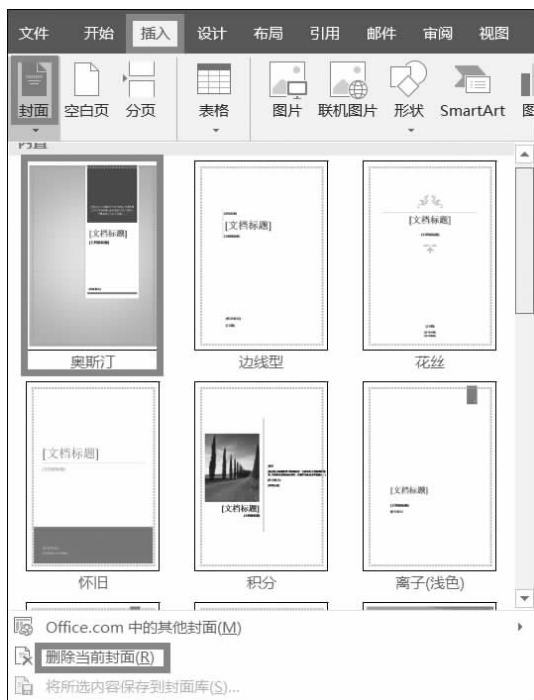 文件 开始 插入 设计 布局 引用 邮件 审阅 视图
封面 空白页 分页 表格 图片 联机图片 形状 SmartArt 图
内置
[文档标题] [文档标题] [文档标题]
奥斯汀 边线型 花丝
[文档标题] [文档标题] [文档标题]
怀旧 积分 离子(浅色)
Office.com 中的其他封面(M)
删除当前封面(R)
将所选内容保存到封面库(S)...